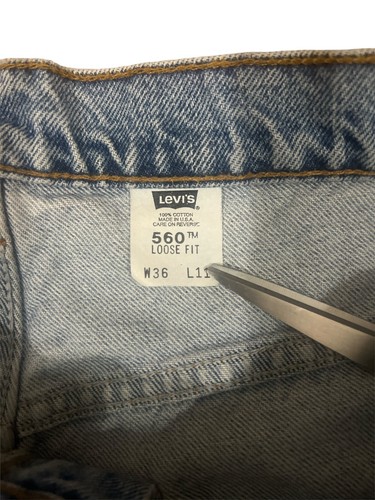 LEVI'S
®
100% COTTON
MADE IN U.S.A.
CARE ON REVERSE
560™
LOOSE FIT
W36 L11